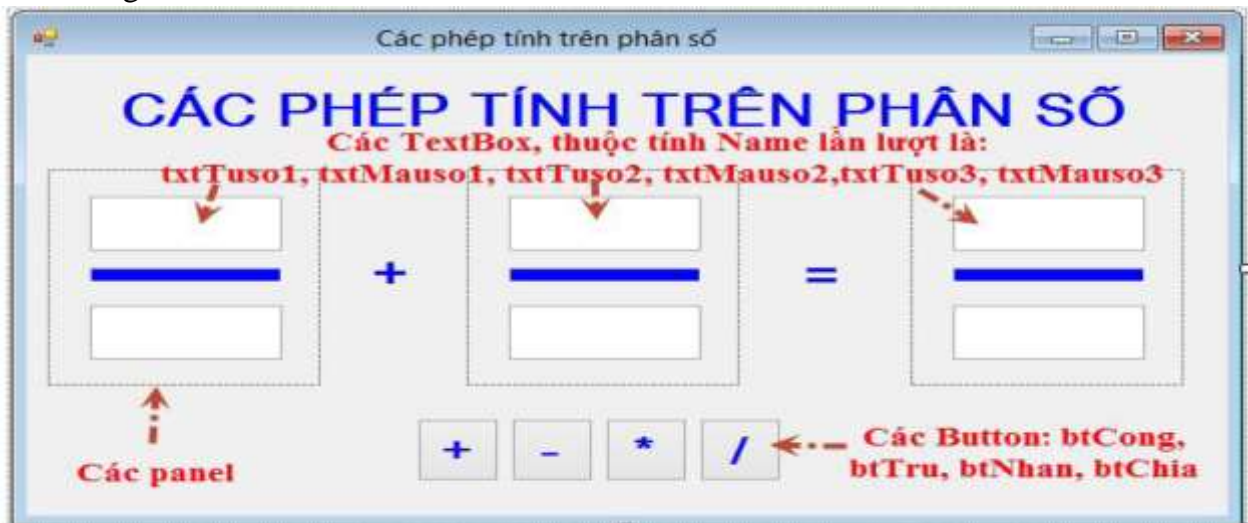 Các phép tính trên phân số
CÁC PHÉP TÍNH TRÊN PHÂN SỐ
Các TextBox, thuộc tính Name lần lượt là:
txtTuso1, txtMauso1, txtTuso2, txtMauso2,txtTuso3, txtMauso3
+ =
+ - * /
Các Button: btCong,
btTru, btNhan, btChia
Các panel